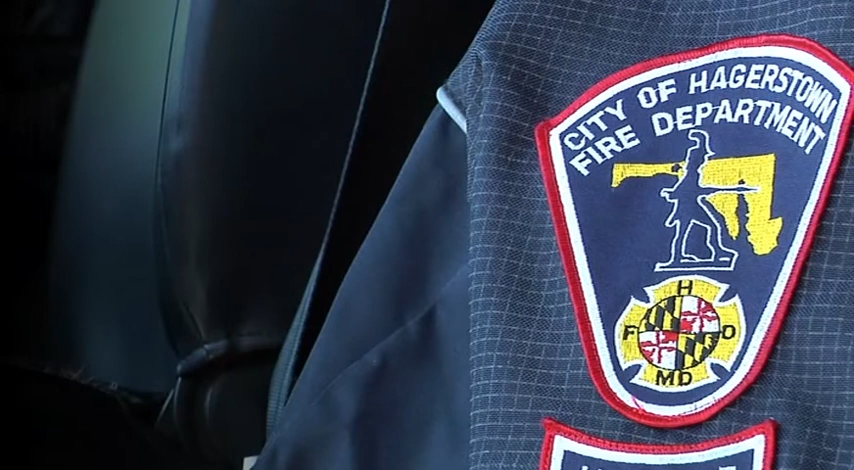 CITY OF HAGERSTOWN
FIRE DEPARTMENT
H
F D
MD